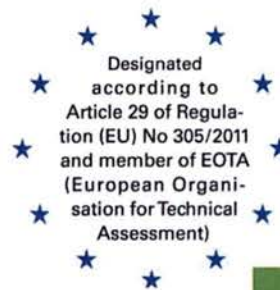 Designated
according to
Article 29 of Regula-
tion (EU) No 305/2011
and member of EOTA
(European Organi-
sation for Technical
Assessment)